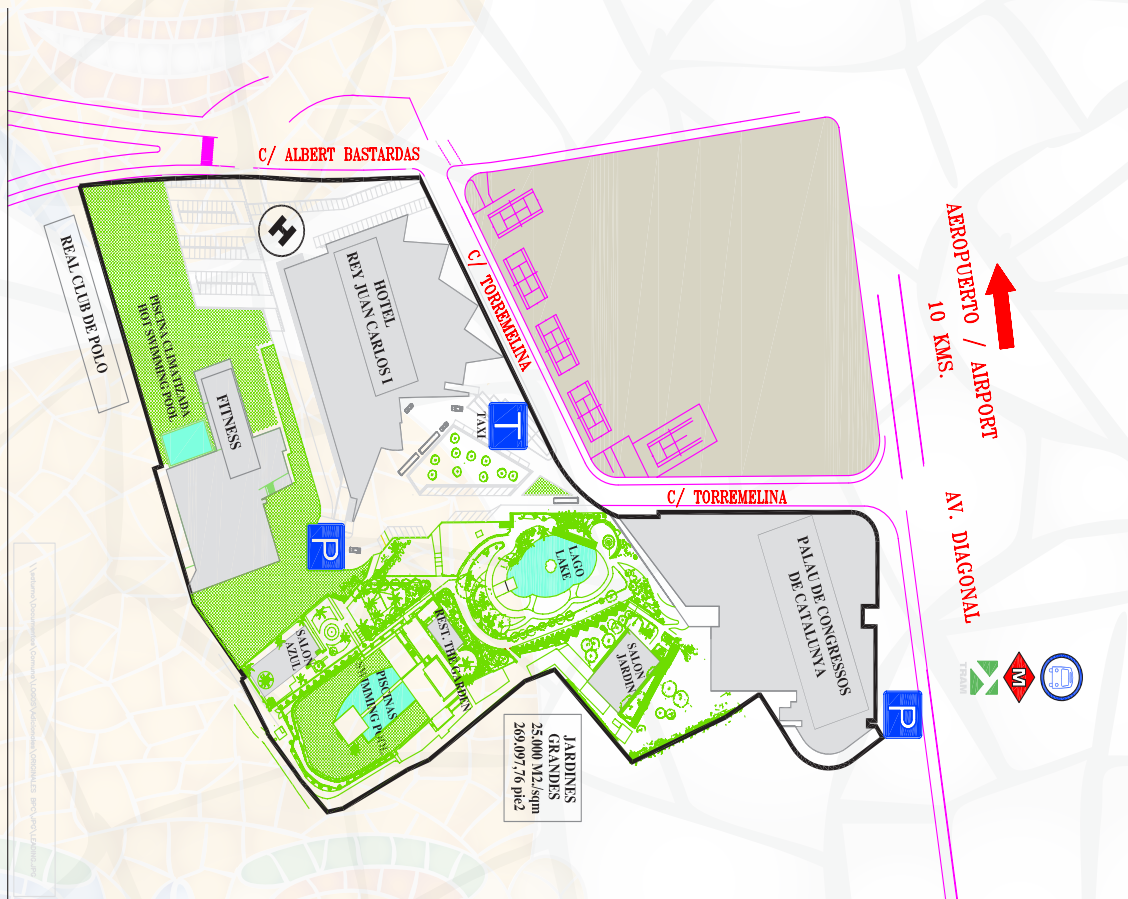 C/ ALBERT BASTARDAS
H
REAL CLUB DE POLO
HOTEL
REY JUAN CARLOS I
C/ TORREMELINA
AEROPUERTO / AIRPORT
10 KMS.
PISCINA CLIMATIZADA
HOT SWIMMING POOL
FITNESS
T
TAXI
C/ TORREMELINA
AV. DIAGONAL
P
LAGO
LAKE
PALAU DE CONGRESSOS
DE CATALUNYA
SALON
AZUL
REST. THE GARDEN
SALON
JARDIN
PISCINAS
SWIMMING POOL
TRAM
M
P
JARDINES
GRANDES
25.000 M2./sqm
269.097,76 pie2